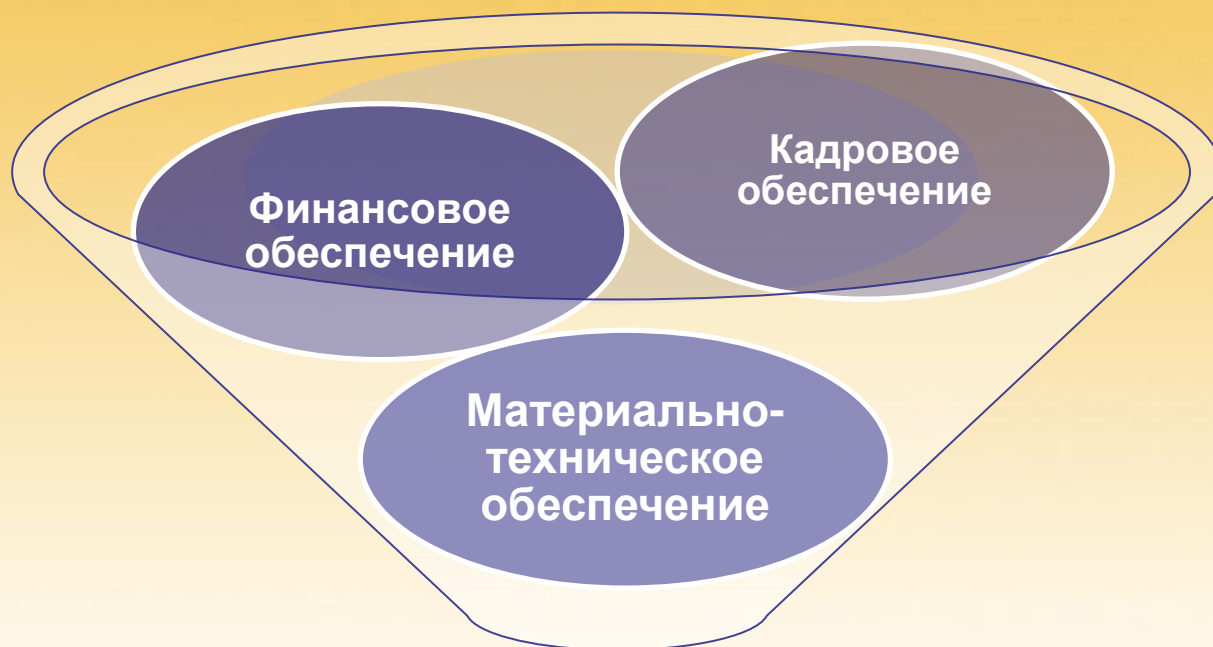 Финансовое
обеспечение
Кадровое
обеспечение
Материально-
техническое
обеспечение